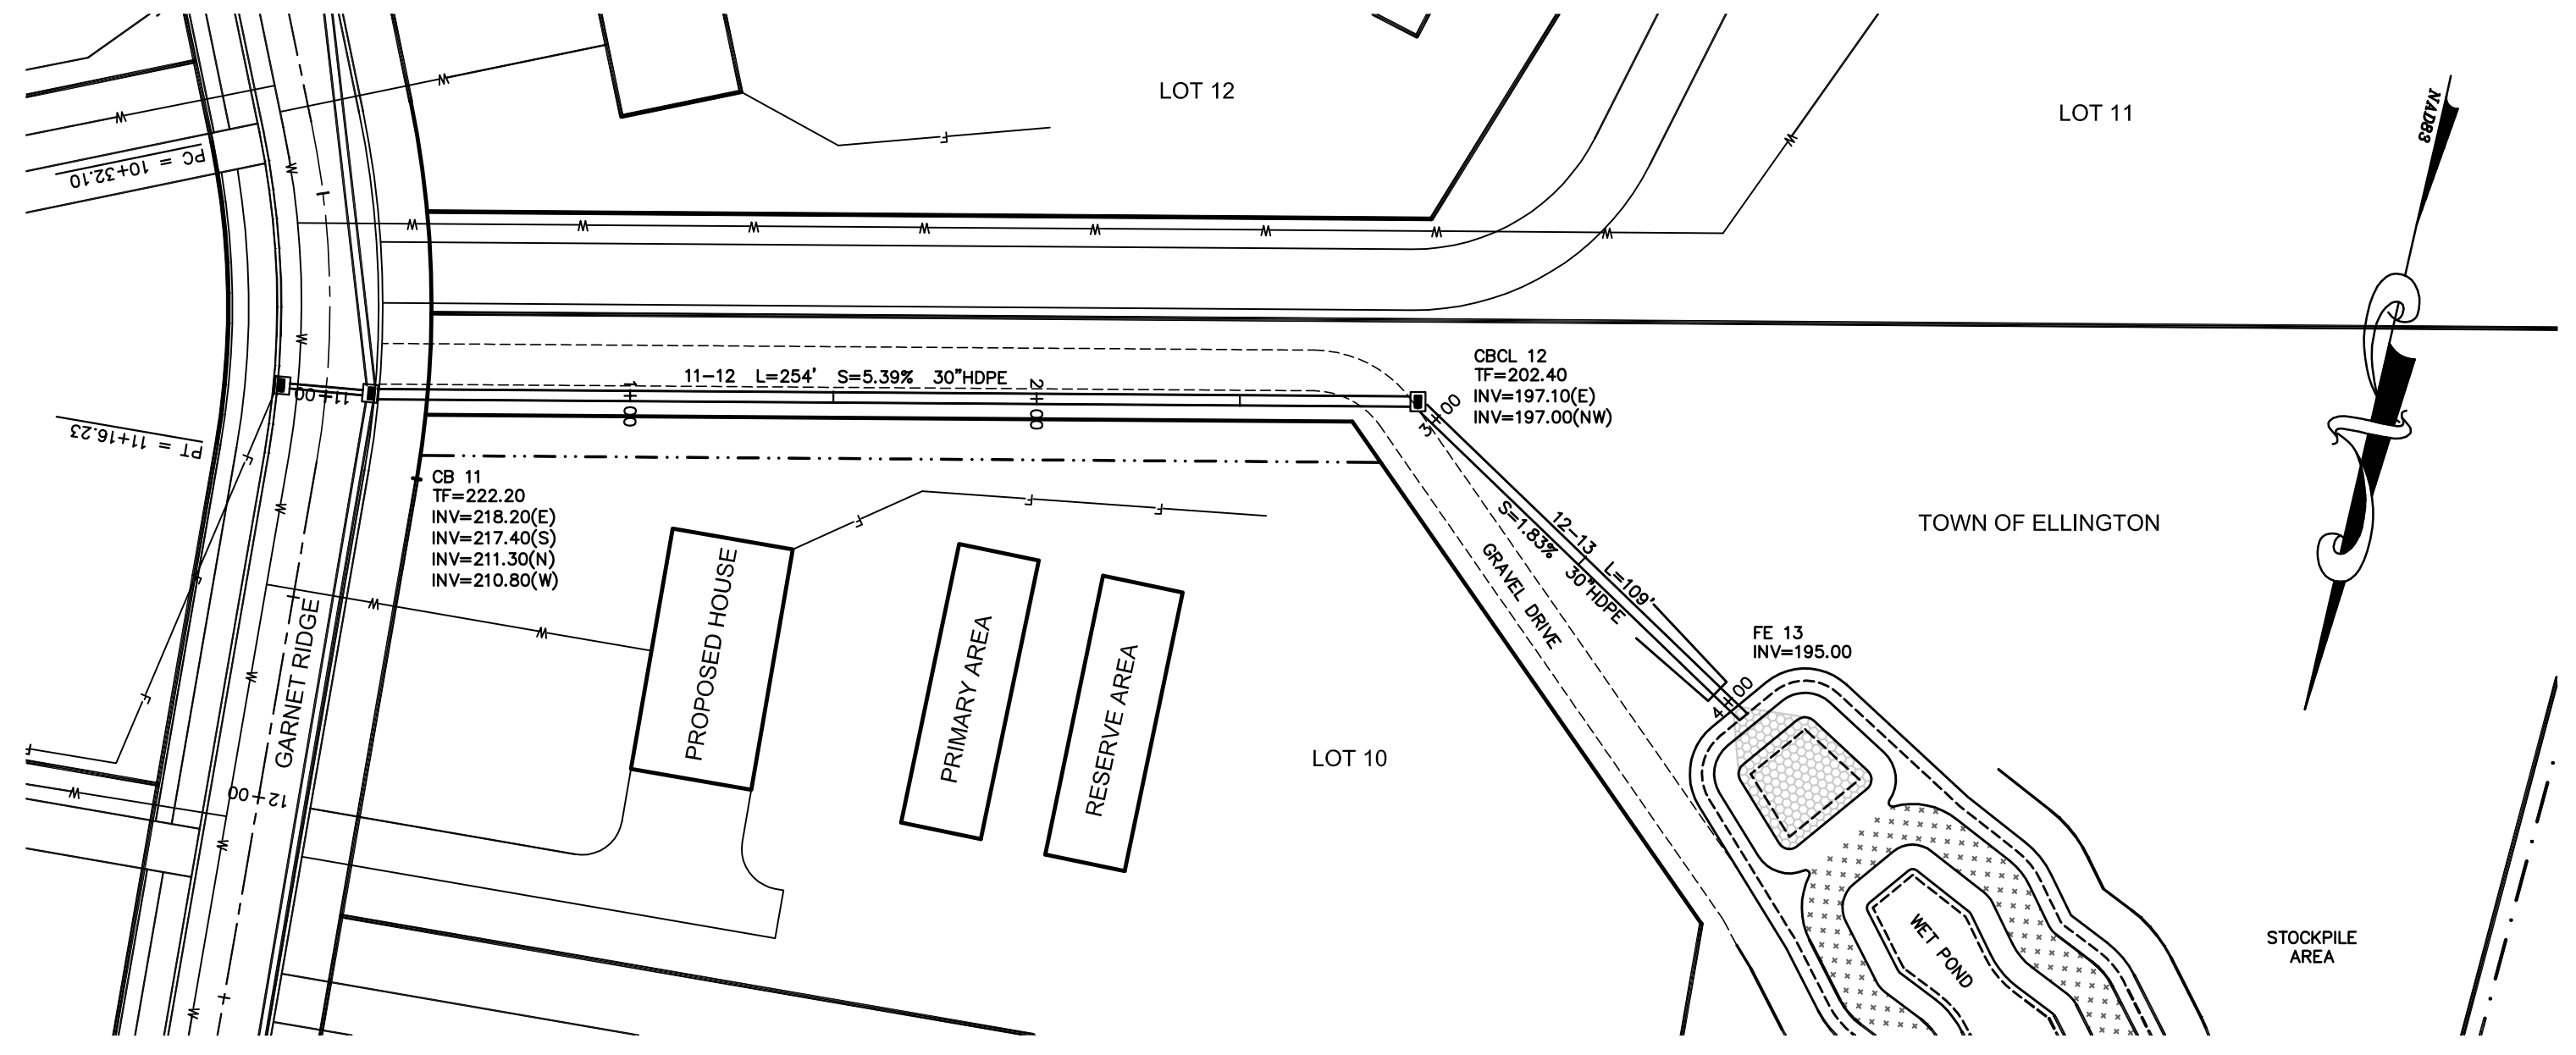 LOT 12
LOT 11
NAD83
PC = 10+32.10
W
F
11-12 L=254' S=5.39% 30"HDPE
1+00
2+00
3+00
11+00
CBCL 12
TF=202.40
INV=197.10(E)
INV=197.00(NW)
PT = 11+16.23
CB 11
TF=222.20
INV=218.20(E)
INV=217.40(S)
INV=211.30(N)
INV=210.80(W)
12-13 L=109'
S=1.83% 30"HDPE
GRAVEL DRIVE
TOWN OF ELLINGTON
FE 13
INV=195.00
4+00
GARNET RIDGE
PROPOSED HOUSE
PRIMARY AREA
RESERVE AREA
LOT 10
12+00
WET POND
STOCKPILE
AREA